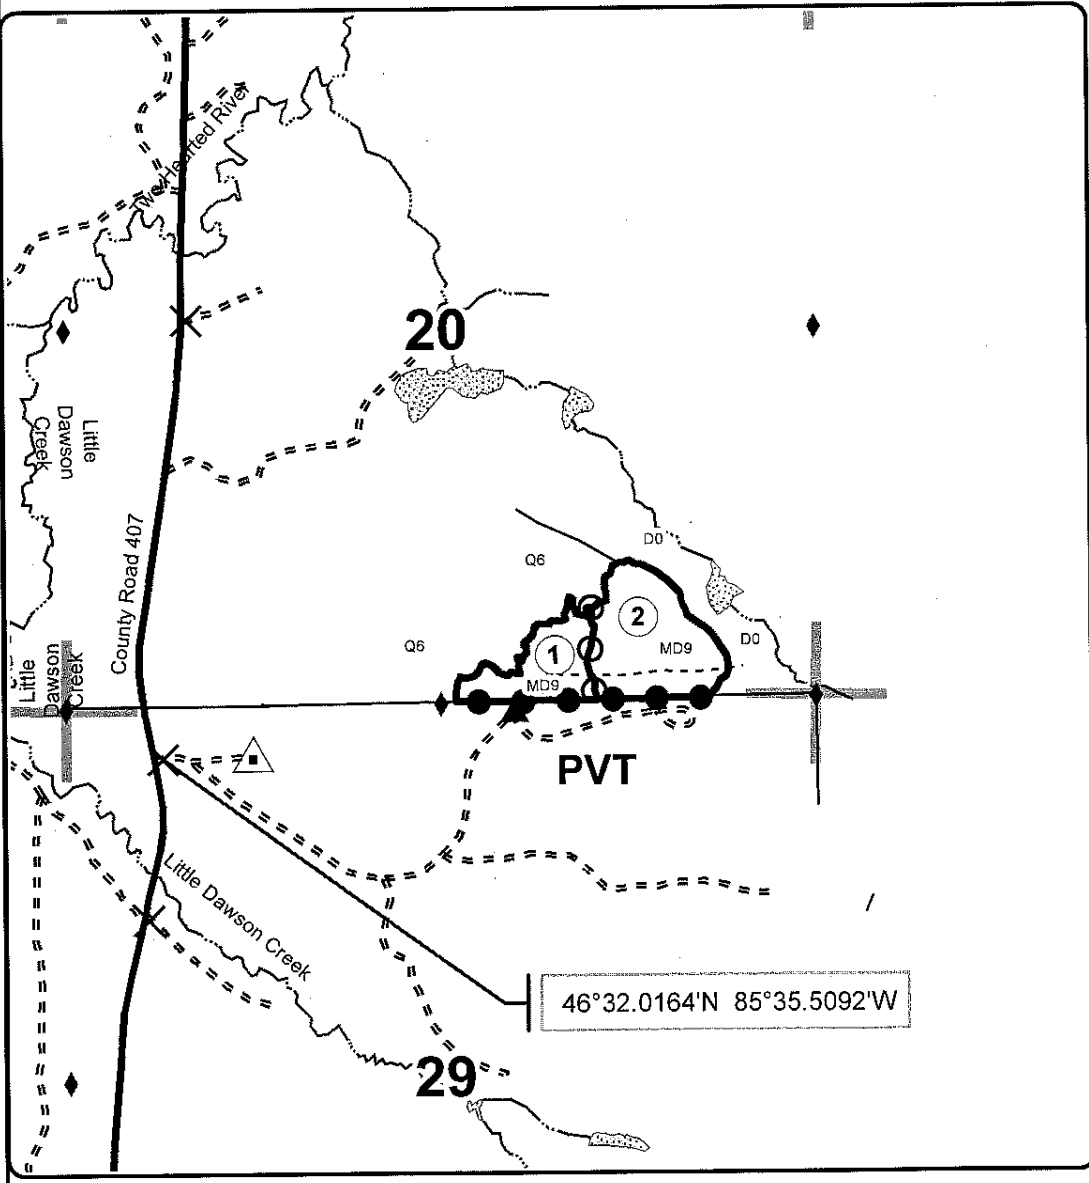 Two Hearted River
20
Little
Dawson
Creek
County Road 407
Q6
D0
2
Q6
1
MD9
D0
MD9
Little
Dawson
Creek
PVT
Little Dawson Creek
46°32.0164'N 85°35.5092'W
29